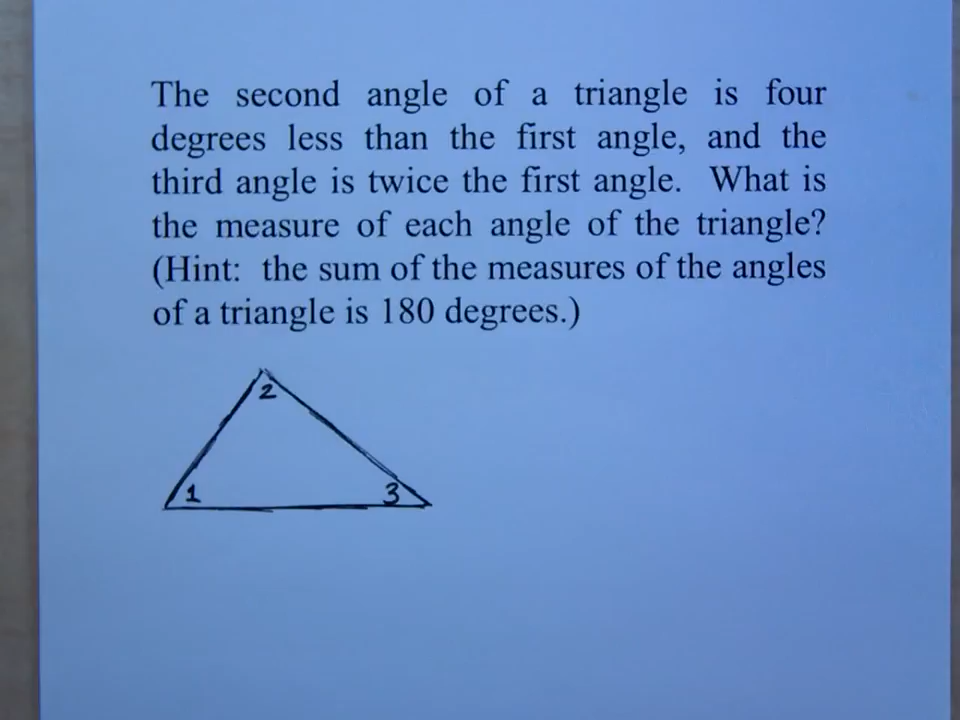 The second angle of a triangle is four
degrees less than the first angle, and the
third angle is twice the first angle. What is
the measure of each angle of the triangle?
(Hint: the sum of the measures of the angles
of a triangle is 180 degrees.)
2
1 3